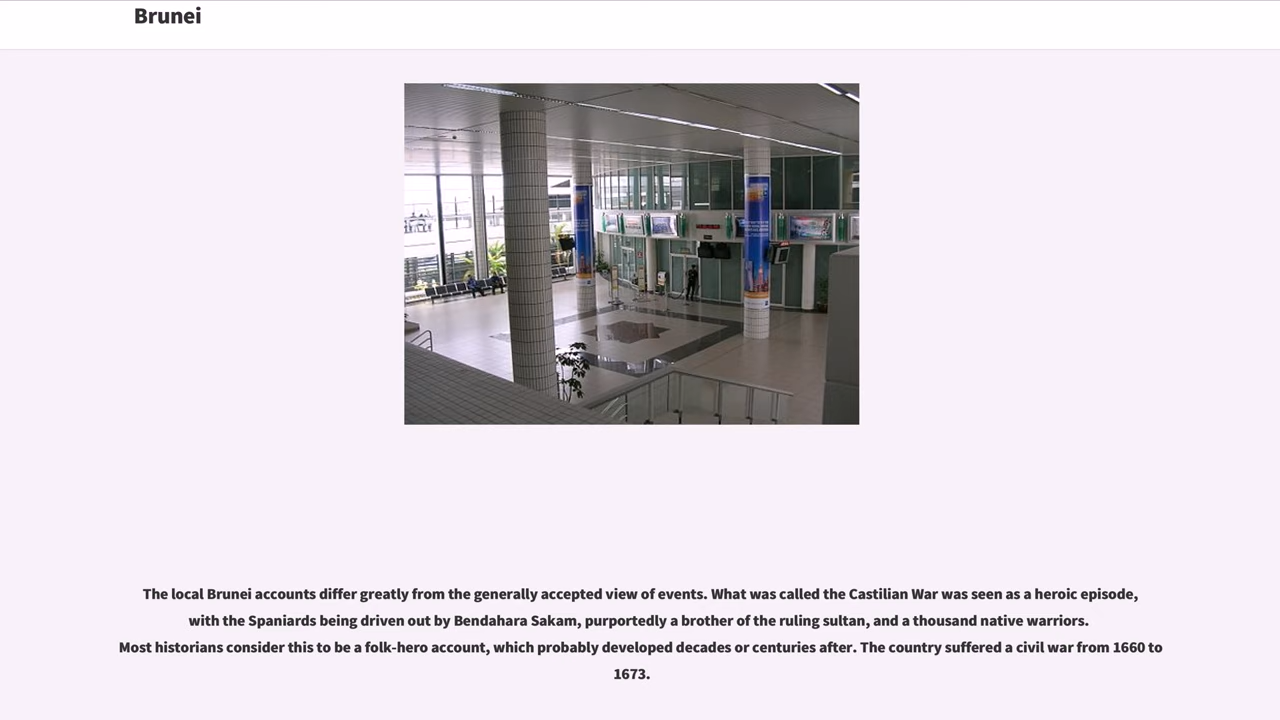 Brunei
The local Brunei accounts differ greatly from the generally accepted view of events. What was called the Castilian War was seen as a heroic episode,
with the Spaniards being driven out by Bendahara Sakam, purportedly a brother of the ruling sultan, and a thousand native warriors.
Most historians consider this to be a folk-hero account, which probably developed decades or centuries after. The country suffered a civil war from 1660 to
1673.